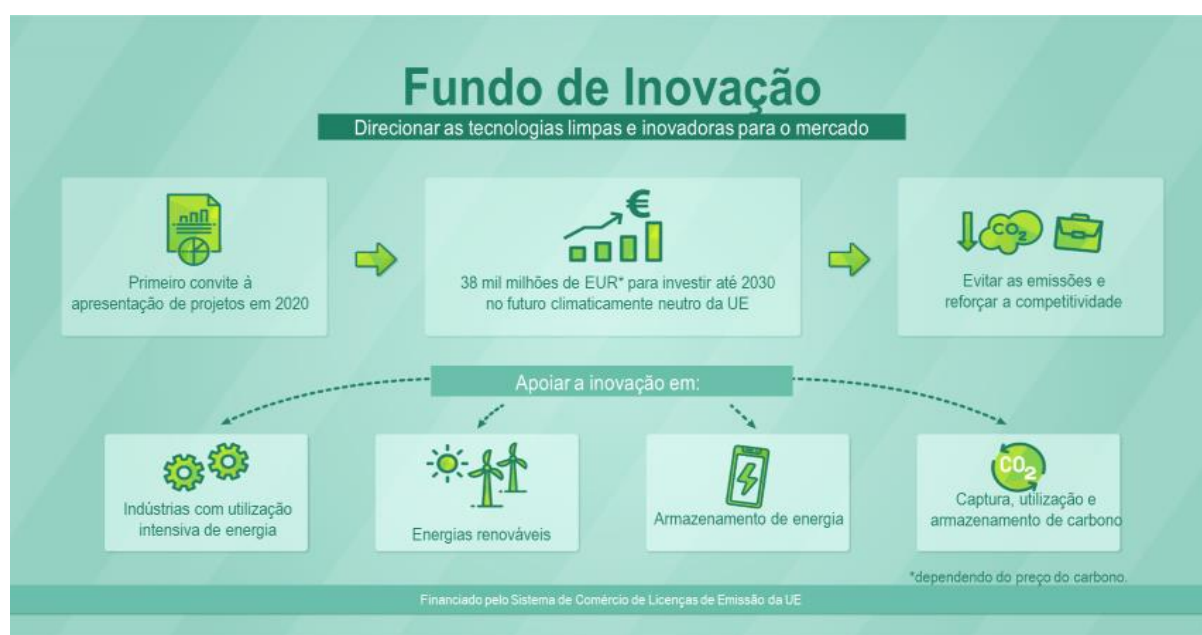 Fundo de Inovação
Direcionar as tecnologias limpas e inovadoras para o mercado
Primeiro convite à
apresentação de projetos em 2020
€
38 mil milhões de EUR* para investir até 2030
no futuro climaticamente neutro da UE
CO2
Evitar as emissões e
reforçar a competitividade
Apoiar a inovação em:
Indústrias com utilização
intensiva de energia
Energias renováveis
Armazenamento de energia
CO2
Captura, utilização e
armazenamento de carbono
*dependendo do preço do carbono.
Financiado pelo Sistema de Comércio de Licenças de Emissão da UE